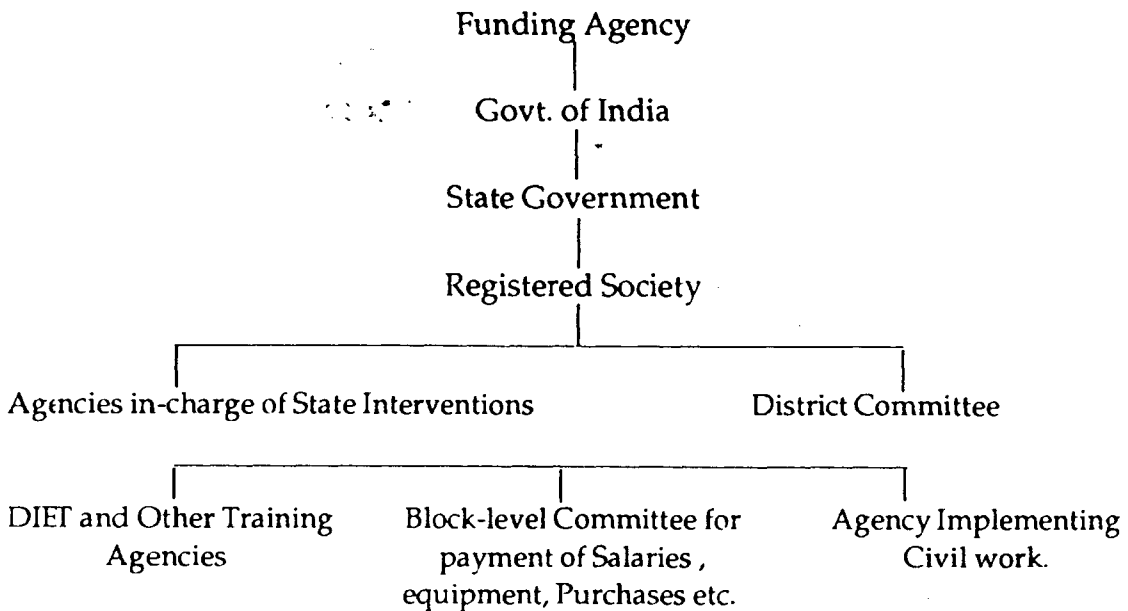 Funding Agency
Govt. of India
State Government
Registered Society
Agencies in-charge of State Interventions
District Committee
DIET and Other Training
Agencies
Block-level Committee for
payment of Salaries ,
equipment, Purchases etc.
Agency Implementing
Civil work.